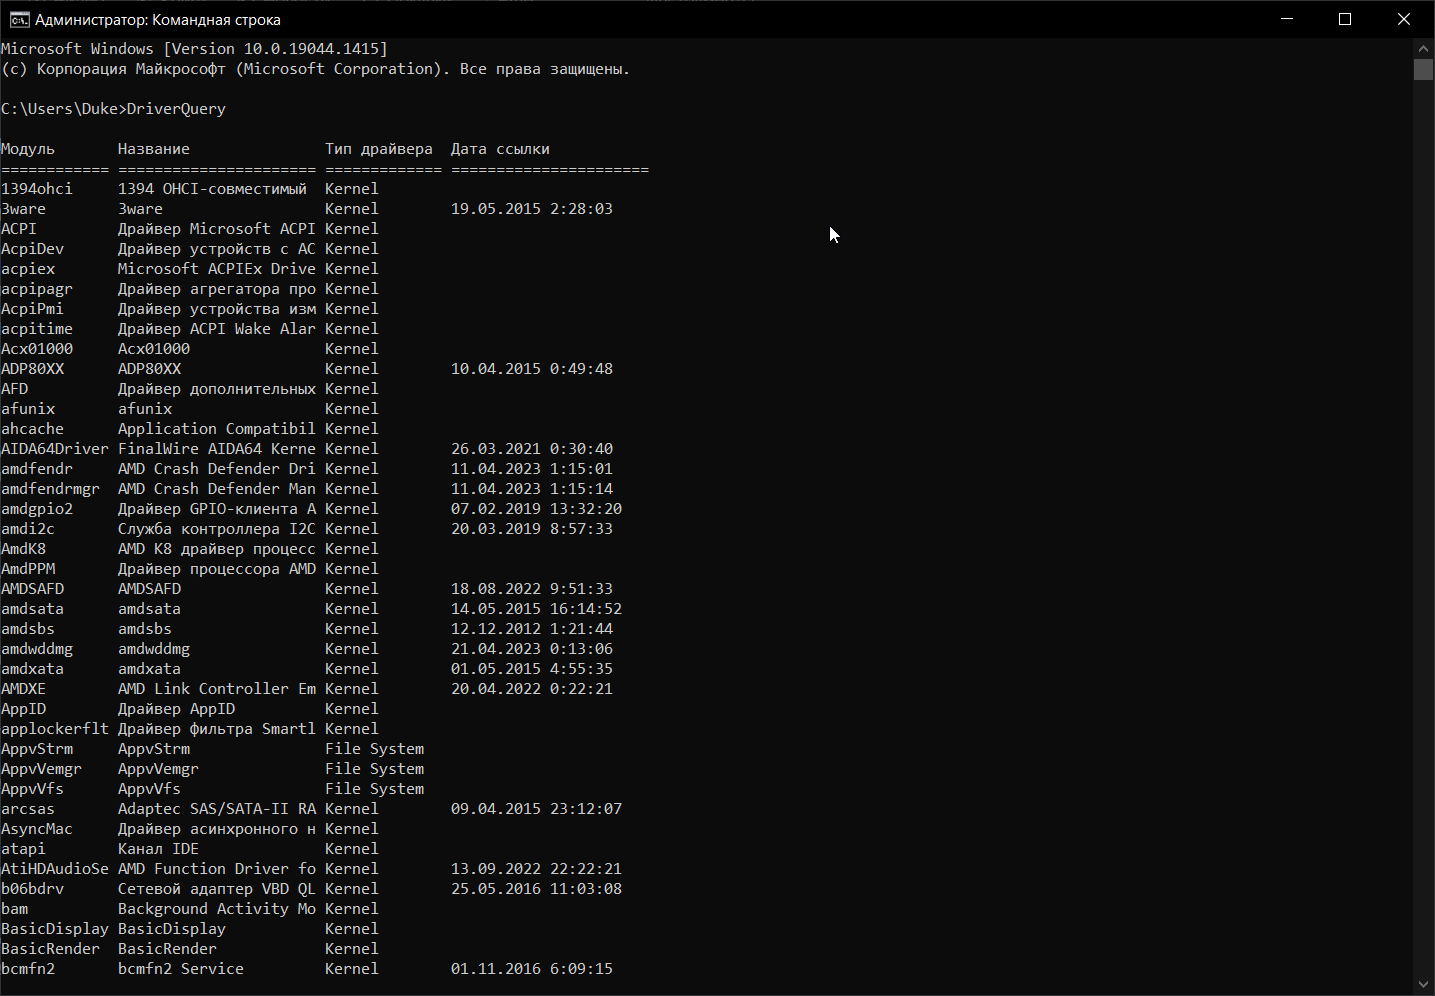 Администратор: Командная строка
Microsoft Windows [Version 10.0.19044.1415]
(c) Корпорация Майкрософт (Microsoft Corporation). Все права защищены.
C:\Users\Duke>DriverQuery
Модуль Название Тип драйвера Дата ссылки
============ ====================== ============= ======================
1394ohci 1394 OHCI-совместимый Kernel
3ware 3ware Kernel 19.05.2015 2:28:03
ACPI Драйвер Microsoft ACPI Kernel
AcpiDev Драйвер устройств с AC Kernel
acpiex Microsoft ACPIEx Drive Kernel
acpipagr Драйвер агрегатора про Kernel
AcpiPmi Драйвер устройства изм Kernel
acpitime Драйвер ACPI Wake Alar Kernel
Acx01000 Acx01000 Kernel
ADP80XX ADP80XX Kernel 10.04.2015 0:49:48
AFD Драйвер дополнительных Kernel
afunix afunix Kernel
ahcache Application Compatibil Kernel
AIDA64Driver FinalWire AIDA64 Kerne Kernel 26.03.2021 0:30:40
amdfendr AMD Crash Defender Dri Kernel 11.04.2023 1:15:01
amdfendrmgr AMD Crash Defender Man Kernel 11.04.2023 1:15:14
amdgpio2 Драйвер GPIO-клиента A Kernel 07.02.2019 13:32:20
amdi2c Служба контроллера I2C Kernel 20.03.2019 8:57:33
AmdK8 AMD K8 драйвер процесс Kernel
AmdPPM Драйвер процессора AMD Kernel
AMDSAFD AMDSAFD Kernel 18.08.2022 9:51:33
amdsata amdsata Kernel 14.05.2015 16:14:52
amdsbs amdsbs Kernel 12.12.2012 1:21:44
amdwddmg amdwddmg Kernel 21.04.2023 0:13:06
amdxata amdxata Kernel 01.05.2015 4:55:35
AMDXE AMD Link Controller Em Kernel 20.04.2022 0:22:21
AppID Драйвер AppID Kernel
applockerflt Драйвер фильтра Smartl Kernel
AppvStrm AppvStrm File System
AppvVemgr AppvVemgr File System
AppvVfs AppvVfs File System
arcsas Adaptec SAS/SATA-II RA Kernel 09.04.2015 23:12:07
AsyncMac Драйвер асинхронного н Kernel
atapi Канал IDE Kernel
AtiHDAudioSe AMD Function Driver fo Kernel 13.09.2022 22:22:21
b06bdrv Сетевой адаптер VBD QL Kernel 25.05.2016 11:03:08
bam Background Activity Mo Kernel
BasicDisplay BasicDisplay Kernel
BasicRender BasicRender Kernel
bcmfn2 bcmfn2 Service Kernel 01.11.2016 6:09:15